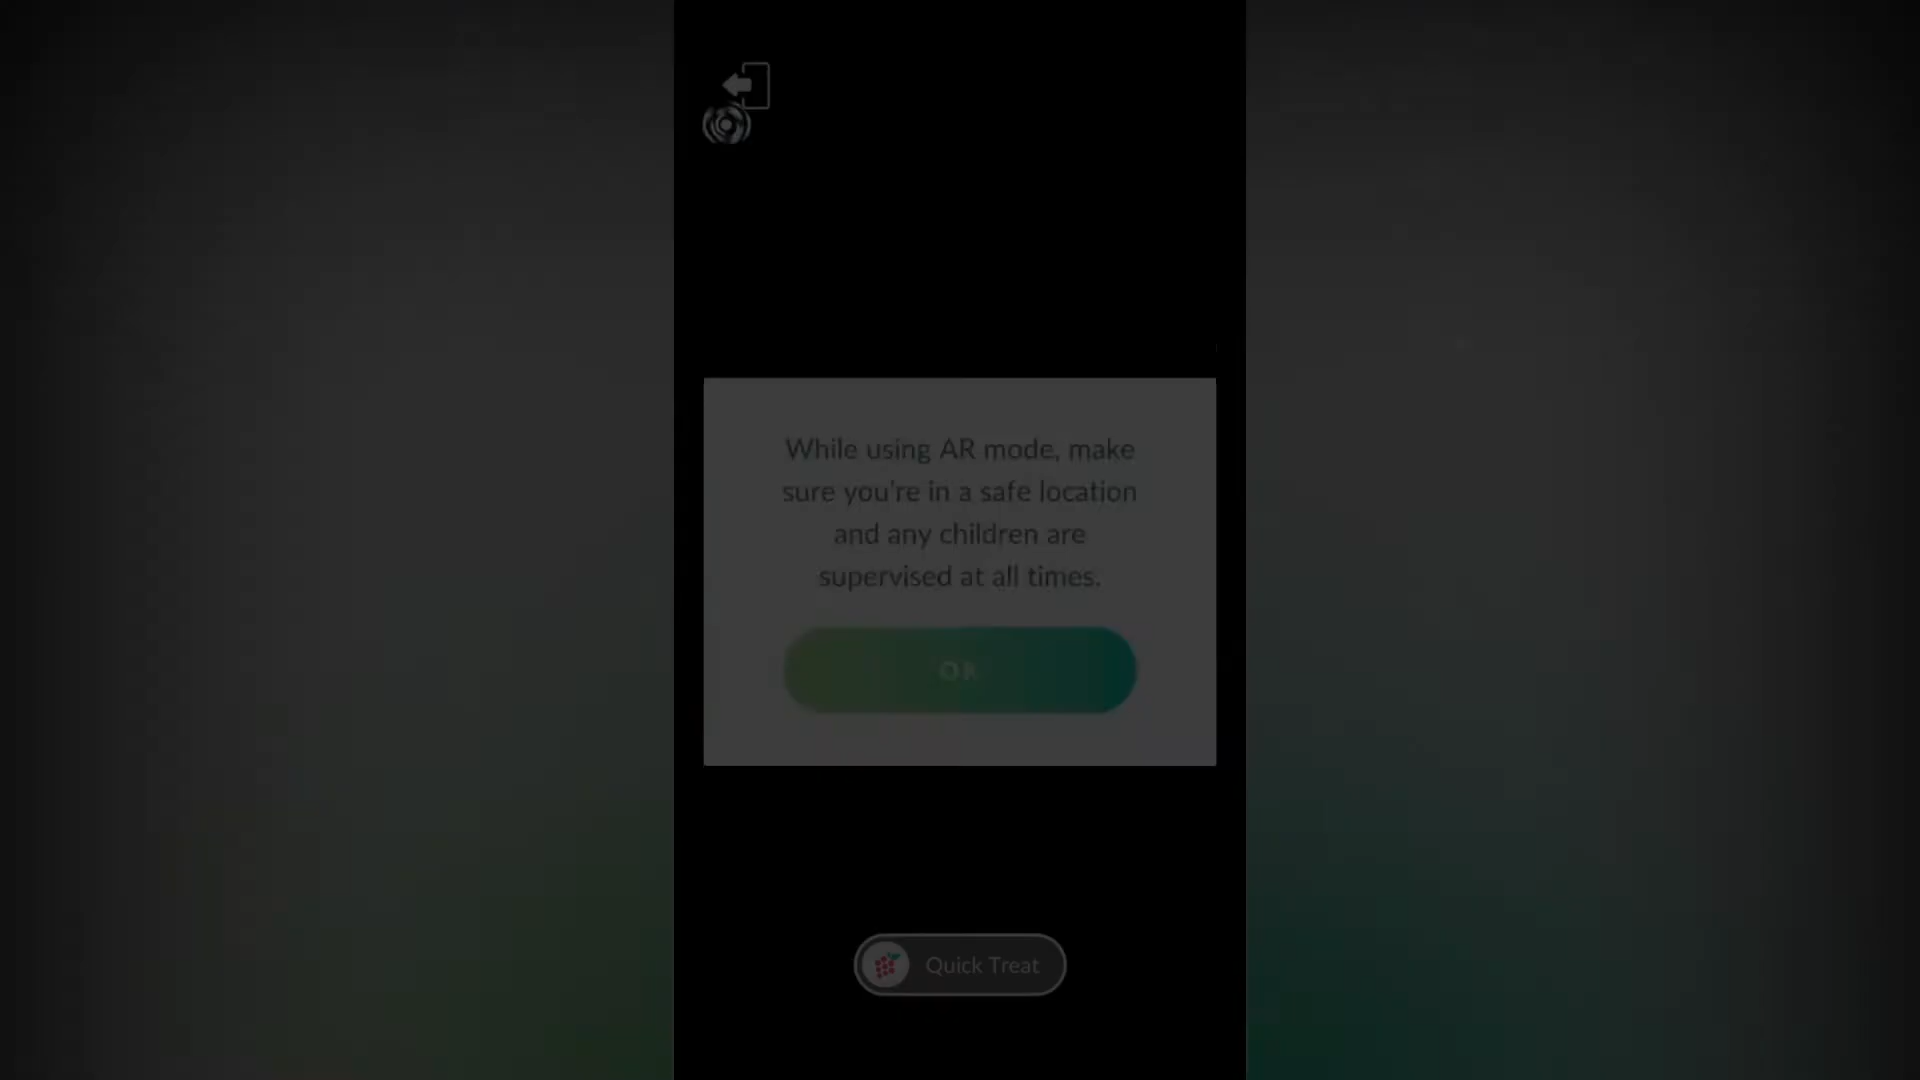 While using AR mode, make
sure you're in a safe location
and any children are
supervised at all times.
OK
Quick Treat